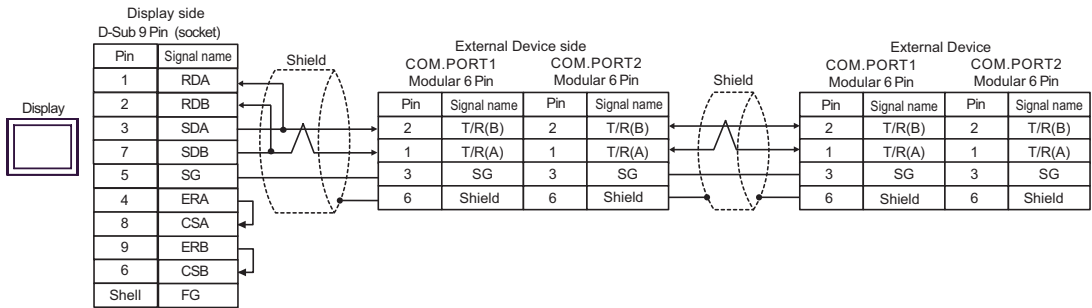 Display side
D-Sub 9 Pin (socket)
Pin Signal name
1 RDA
2 RDB
3 SDA
7 SDB
5 SG
4 ERA
8 CSA
9 ERB
6 CSB
Shell FG
Display
Shield
External Device side
COM.PORT1 COM.PORT2
Modular 6 Pin Modular 6 Pin
Pin Signal name Pin Signal name
2 T/R(B) 2 T/R(B)
1 T/R(A) 1 T/R(A)
3 SG 3 SG
6 Shield 6 Shield
Shield
External Device
COM.PORT1 COM.PORT2
Modular 6 Pin Modular 6 Pin
Pin Signal name Pin Signal name
2 T/R(B) 2 T/R(B)
1 T/R(A) 1 T/R(A)
3 SG 3 SG
6 Shield 6 Shield